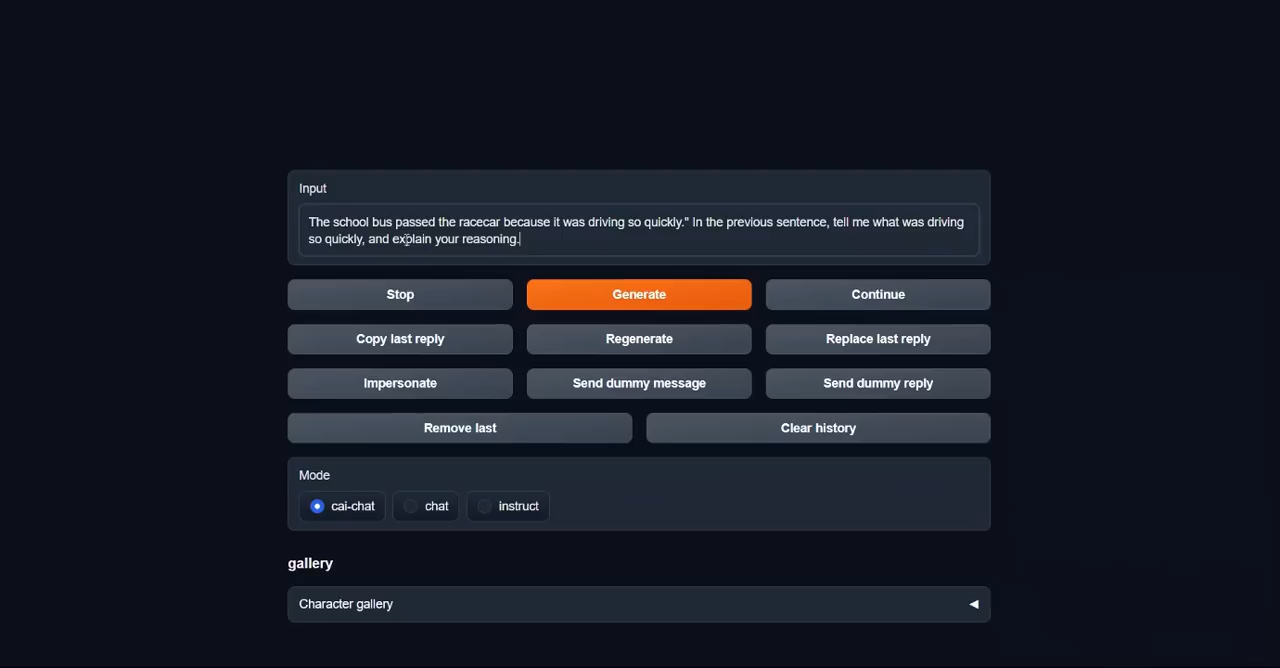 Input
The school bus passed the racecar because it was driving so quickly." In the previous sentence, tell me what was driving
so quickly, and explain your reasoning.
Stop
Generate
Continue
Copy last reply
Regenerate
Replace last reply
Impersonate
Send dummy message
Send dummy reply
Remove last
Clear history
Mode
cai-chat
chat
instruct
gallery
Character gallery